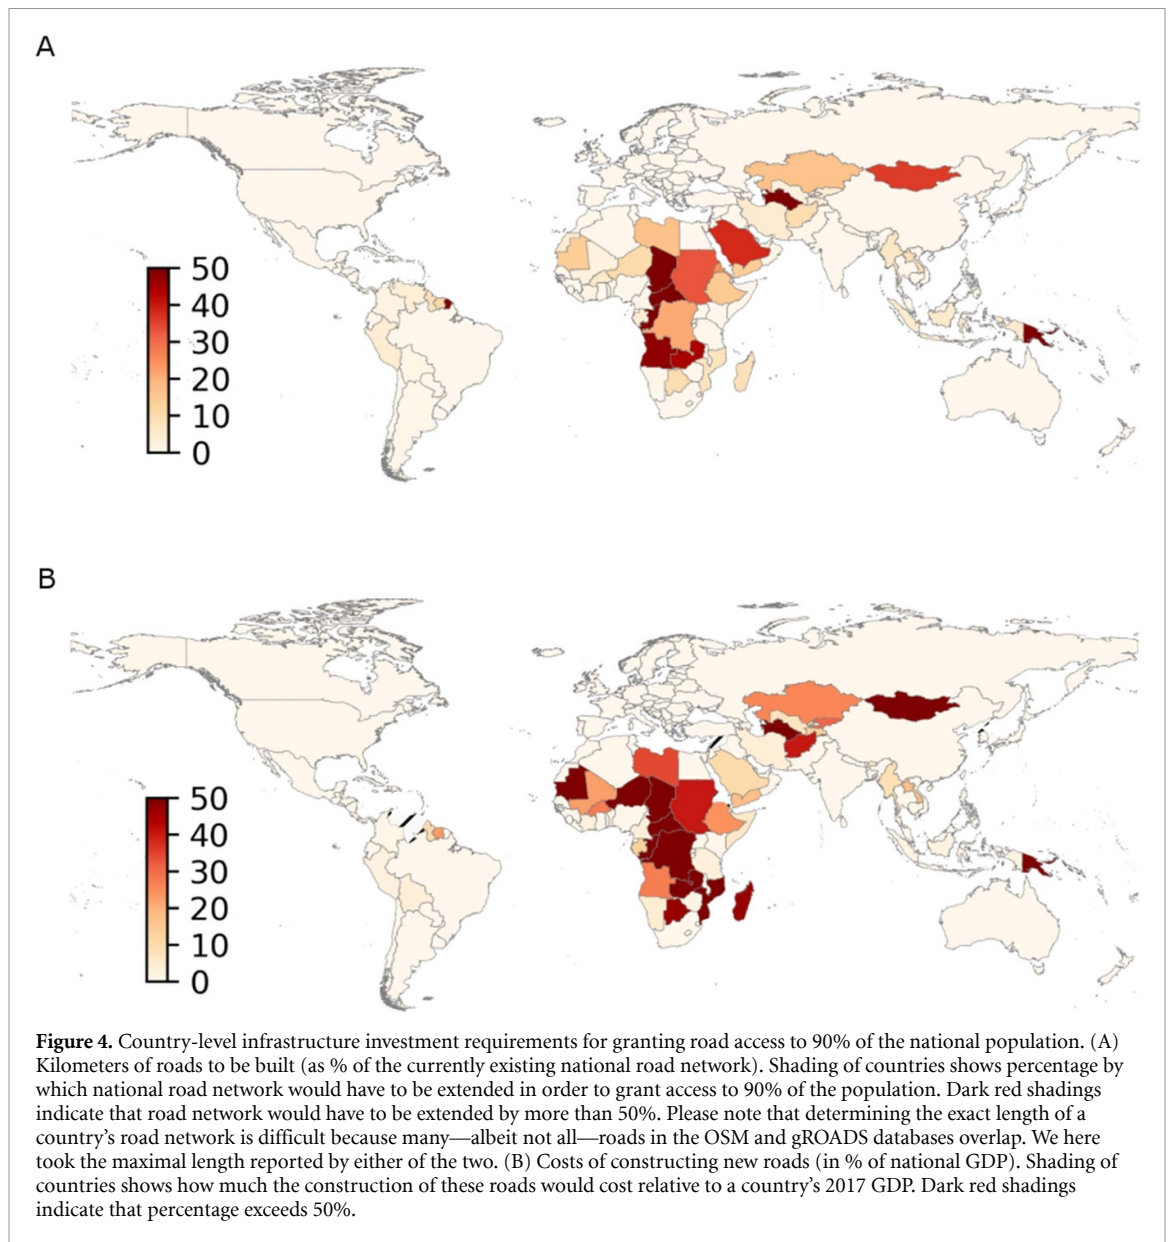 A
50
40
30
20
10
0
B
50
40
30
20
10
0
Figure 4. Country-level infrastructure investment requirements for granting road access to 90% of the national population. (A)
Kilometers of roads to be built (as % of the currently existing national road network). Shading of countries shows percentage by
which national road network would have to be extended in order to grant access to 90% of the population. Dark red shadings
indicate that road network would have to be extended by more than 50%. Please note that determining the exact length of a
country’s road network is difficult because many—albeit not all—roads in the OSM and gROADS databases overlap. We here
took the maximal length reported by either of the two. (B) Costs of constructing new roads (in % of national GDP). Shading of
countries shows how much the construction of these roads would cost relative to a country’s 2017 GDP. Dark red shadings
indicate that percentage exceeds 50%.